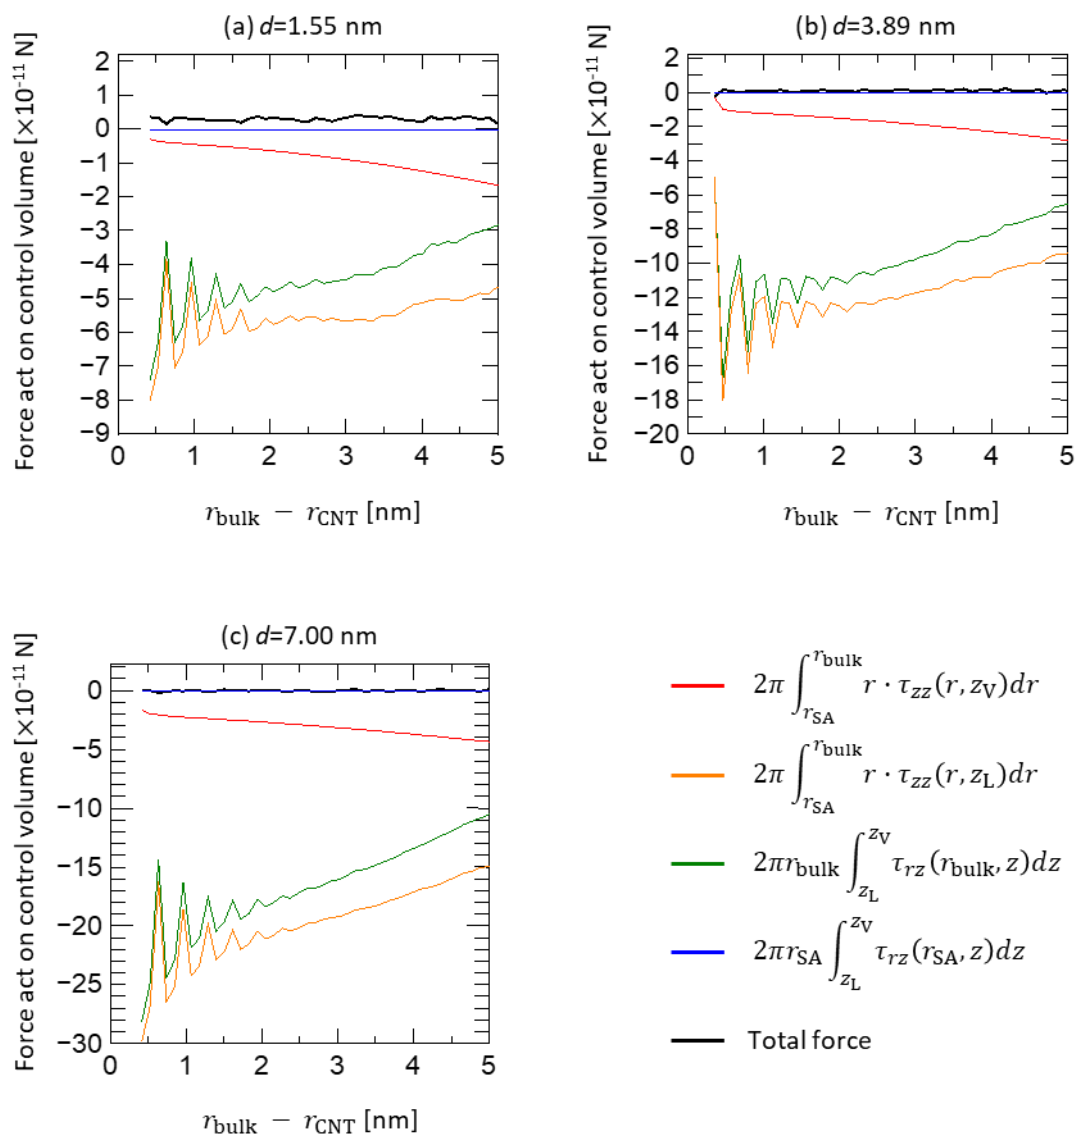 (a) d=1.55 nm
Force act on control volume [×10⁻¹¹ N]
2
1
0
−1
−2
−3
−4
−5
−6
−7
−8
−9
0 1 2 3 4 5
r_bulk − r_CNT [nm]
(b) d=3.89 nm
Force act on control volume [×10⁻¹¹ N]
2
0
−2
−4
−6
−8
−10
−12
−14
−16
−18
−20
0 1 2 3 4 5
r_bulk − r_CNT [nm]
(c) d=7.00 nm
Force act on control volume [×10⁻¹¹ N]
0
−5
−10
−15
−20
−25
−30
0 1 2 3 4 5
r_bulk − r_CNT [nm]
2π ∫_{r_SA}^{r_bulk} r · τ_zz(r, z_V)dr
2π ∫_{r_SA}^{r_bulk} r · τ_zz(r, z_L)dr
2πr_bulk ∫_{z_L}^{z_V} τ_rz(r_bulk, z)dz
2πr_SA ∫_{z_L}^{z_V} τ_rz(r_SA, z)dz
Total force